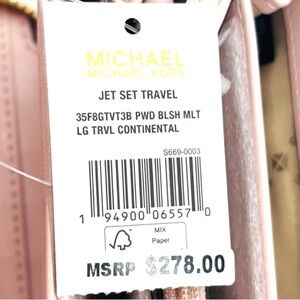 MICHAEL
MICHAEL KORS
JET SET TRAVEL
35F8GTVT3B PWD BLSH MLT
LG TRVL CONTINENTAL
S669-0003
1 94900 06557 0
MIX
Paper
MSRP $278.00